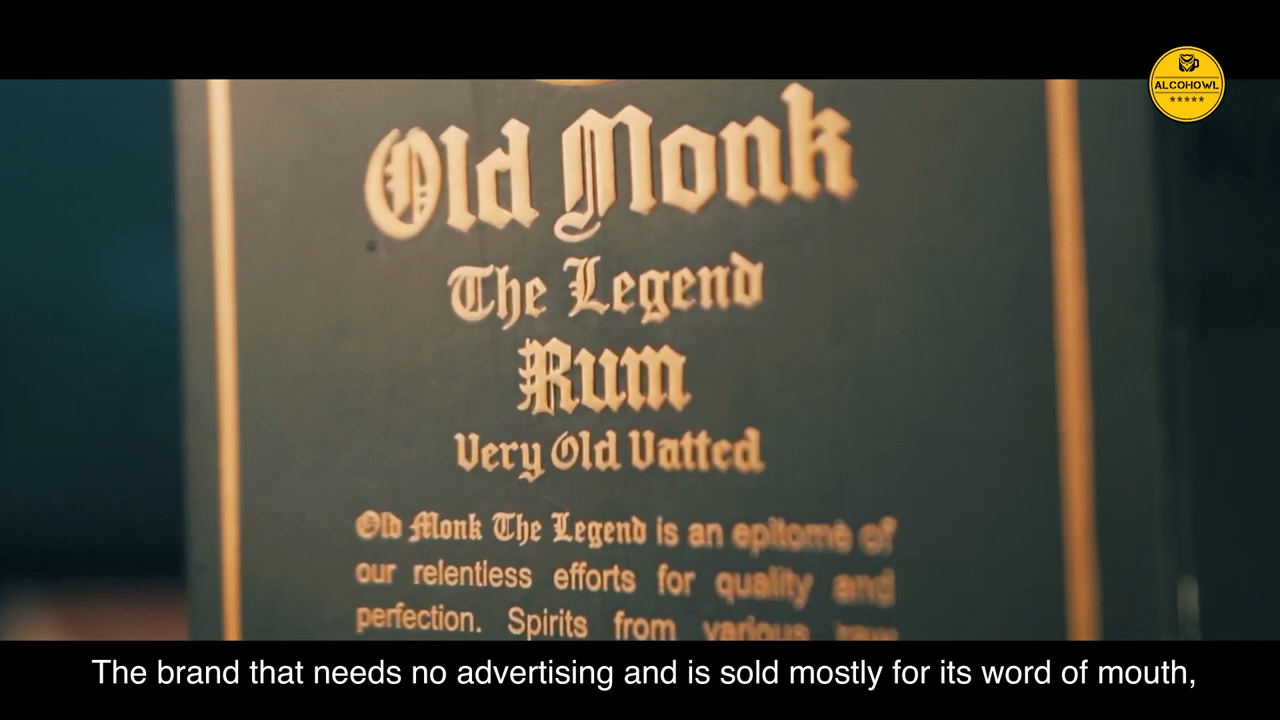 ALCOHOWL
Old Monk
The Legend
Rum
Very Old Vatted
Old Monk The Legend is an epitome of
our relentless efforts for quality and
perfection. Spirits from various raw
The brand that needs no advertising and is sold mostly for its word of mouth,